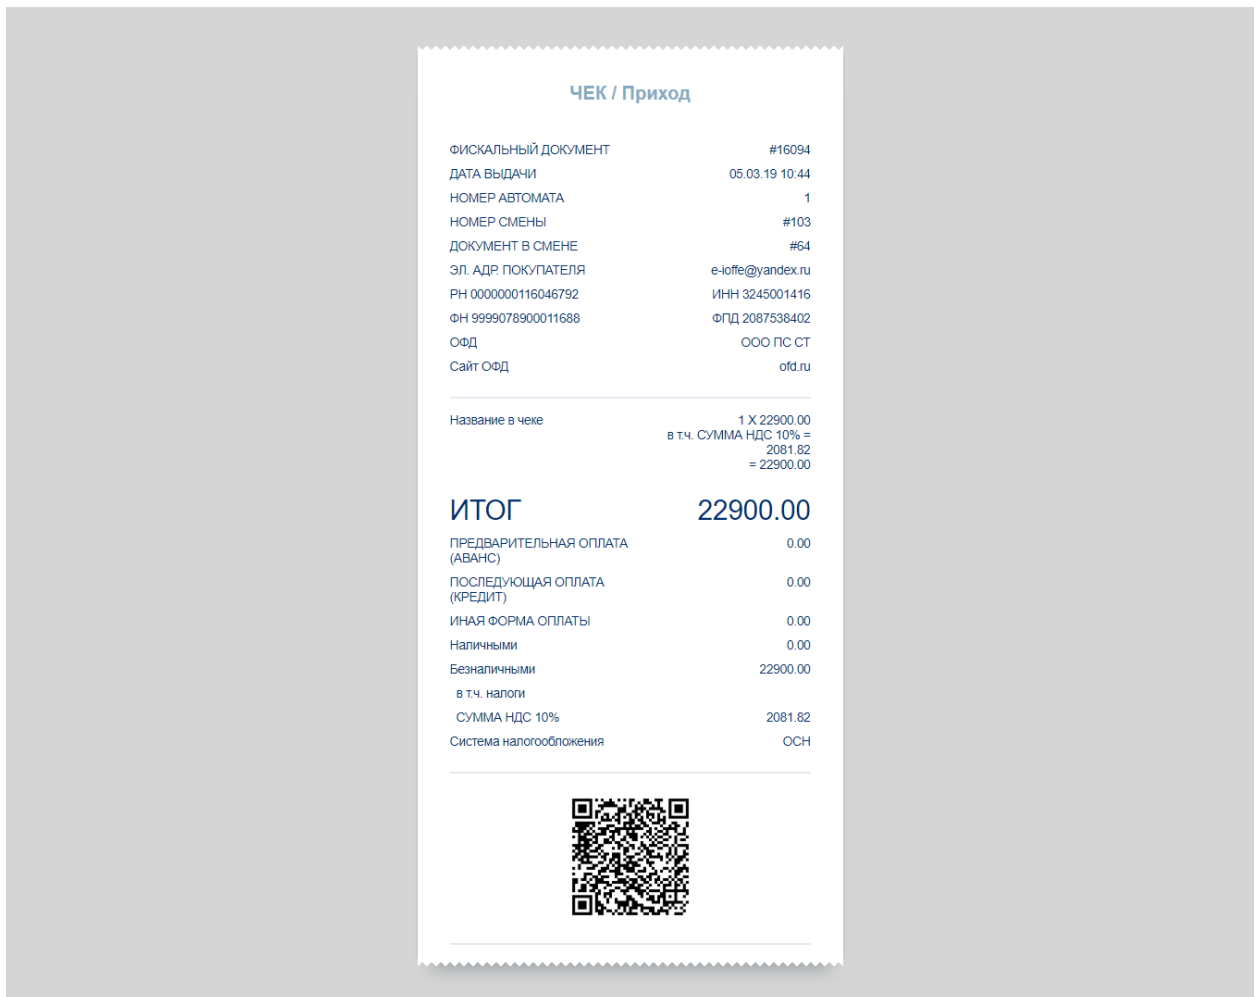 ЧЕК / Приход
ФИСКАЛЬНЫЙ ДОКУМЕНТ #16094
ДАТА ВЫДАЧИ 05.03.19 10:44
НОМЕР АВТОМАТА 1
НОМЕР СМЕНЫ #103
ДОКУМЕНТ В СМЕНЕ #64
ЭЛ. АДР. ПОКУПАТЕЛЯ e-ioffe@yandex.ru
РН 0000000116046792 ИНН 3245001416
ФН 9999078900011688 ФПД 2087538402
ОФД ООО ПС СТ
Сайт ОФД ofd.ru
Название в чеке 1 X 22900.00
в т.ч. СУММА НДС 10% =
2081.82
= 22900.00
ИТОГ 22900.00
ПРЕДВАРИТЕЛЬНАЯ ОПЛАТА 0.00
(АВАНС)
ПОСЛЕДУЮЩАЯ ОПЛАТА 0.00
(КРЕДИТ)
ИНАЯ ФОРМА ОПЛАТЫ 0.00
Наличными 0.00
Безналичными 22900.00
в т.ч. налоги
СУММА НДС 10% 2081.82
Система налогообложения ОСН